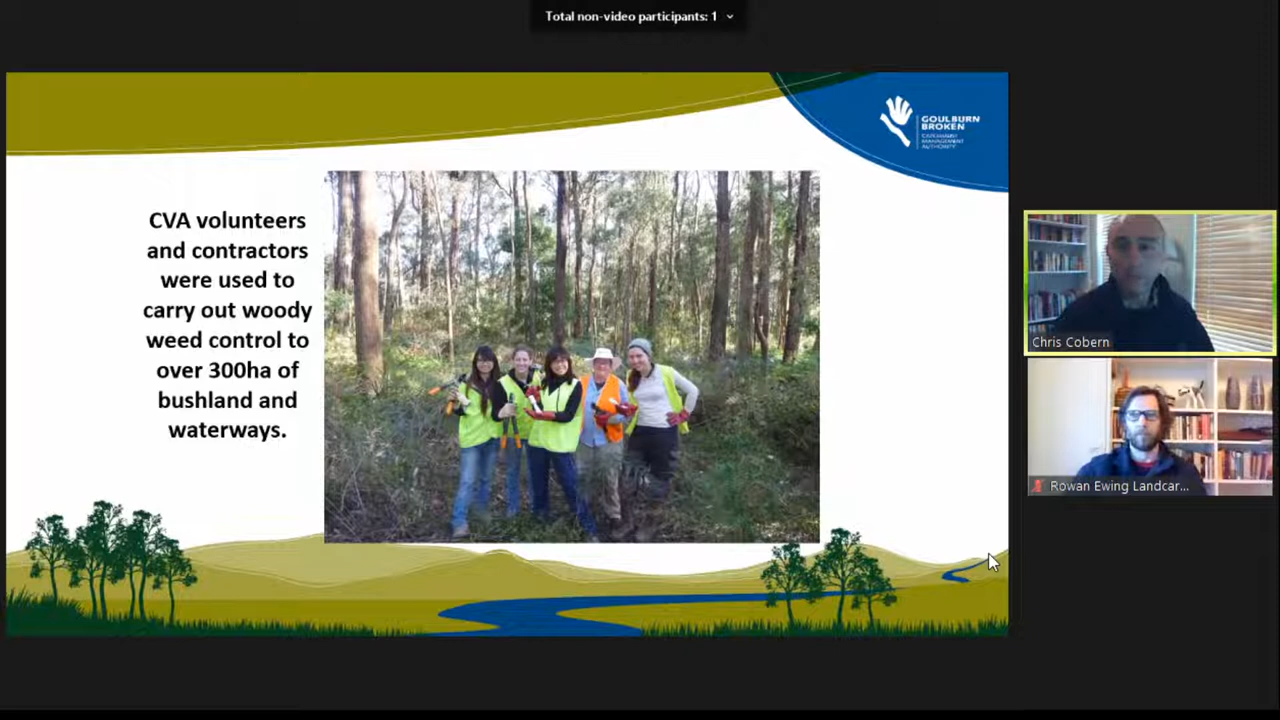 Total non-video participants: 1
GOULBURN
BROKEN
CATCHMENT
MANAGEMENT
AUTHORITY
CVA volunteers
and contractors
were used to
carry out woody
weed control to
over 300ha of
bushland and
waterways.
Chris Cobern
Rowan Ewing Landcar...